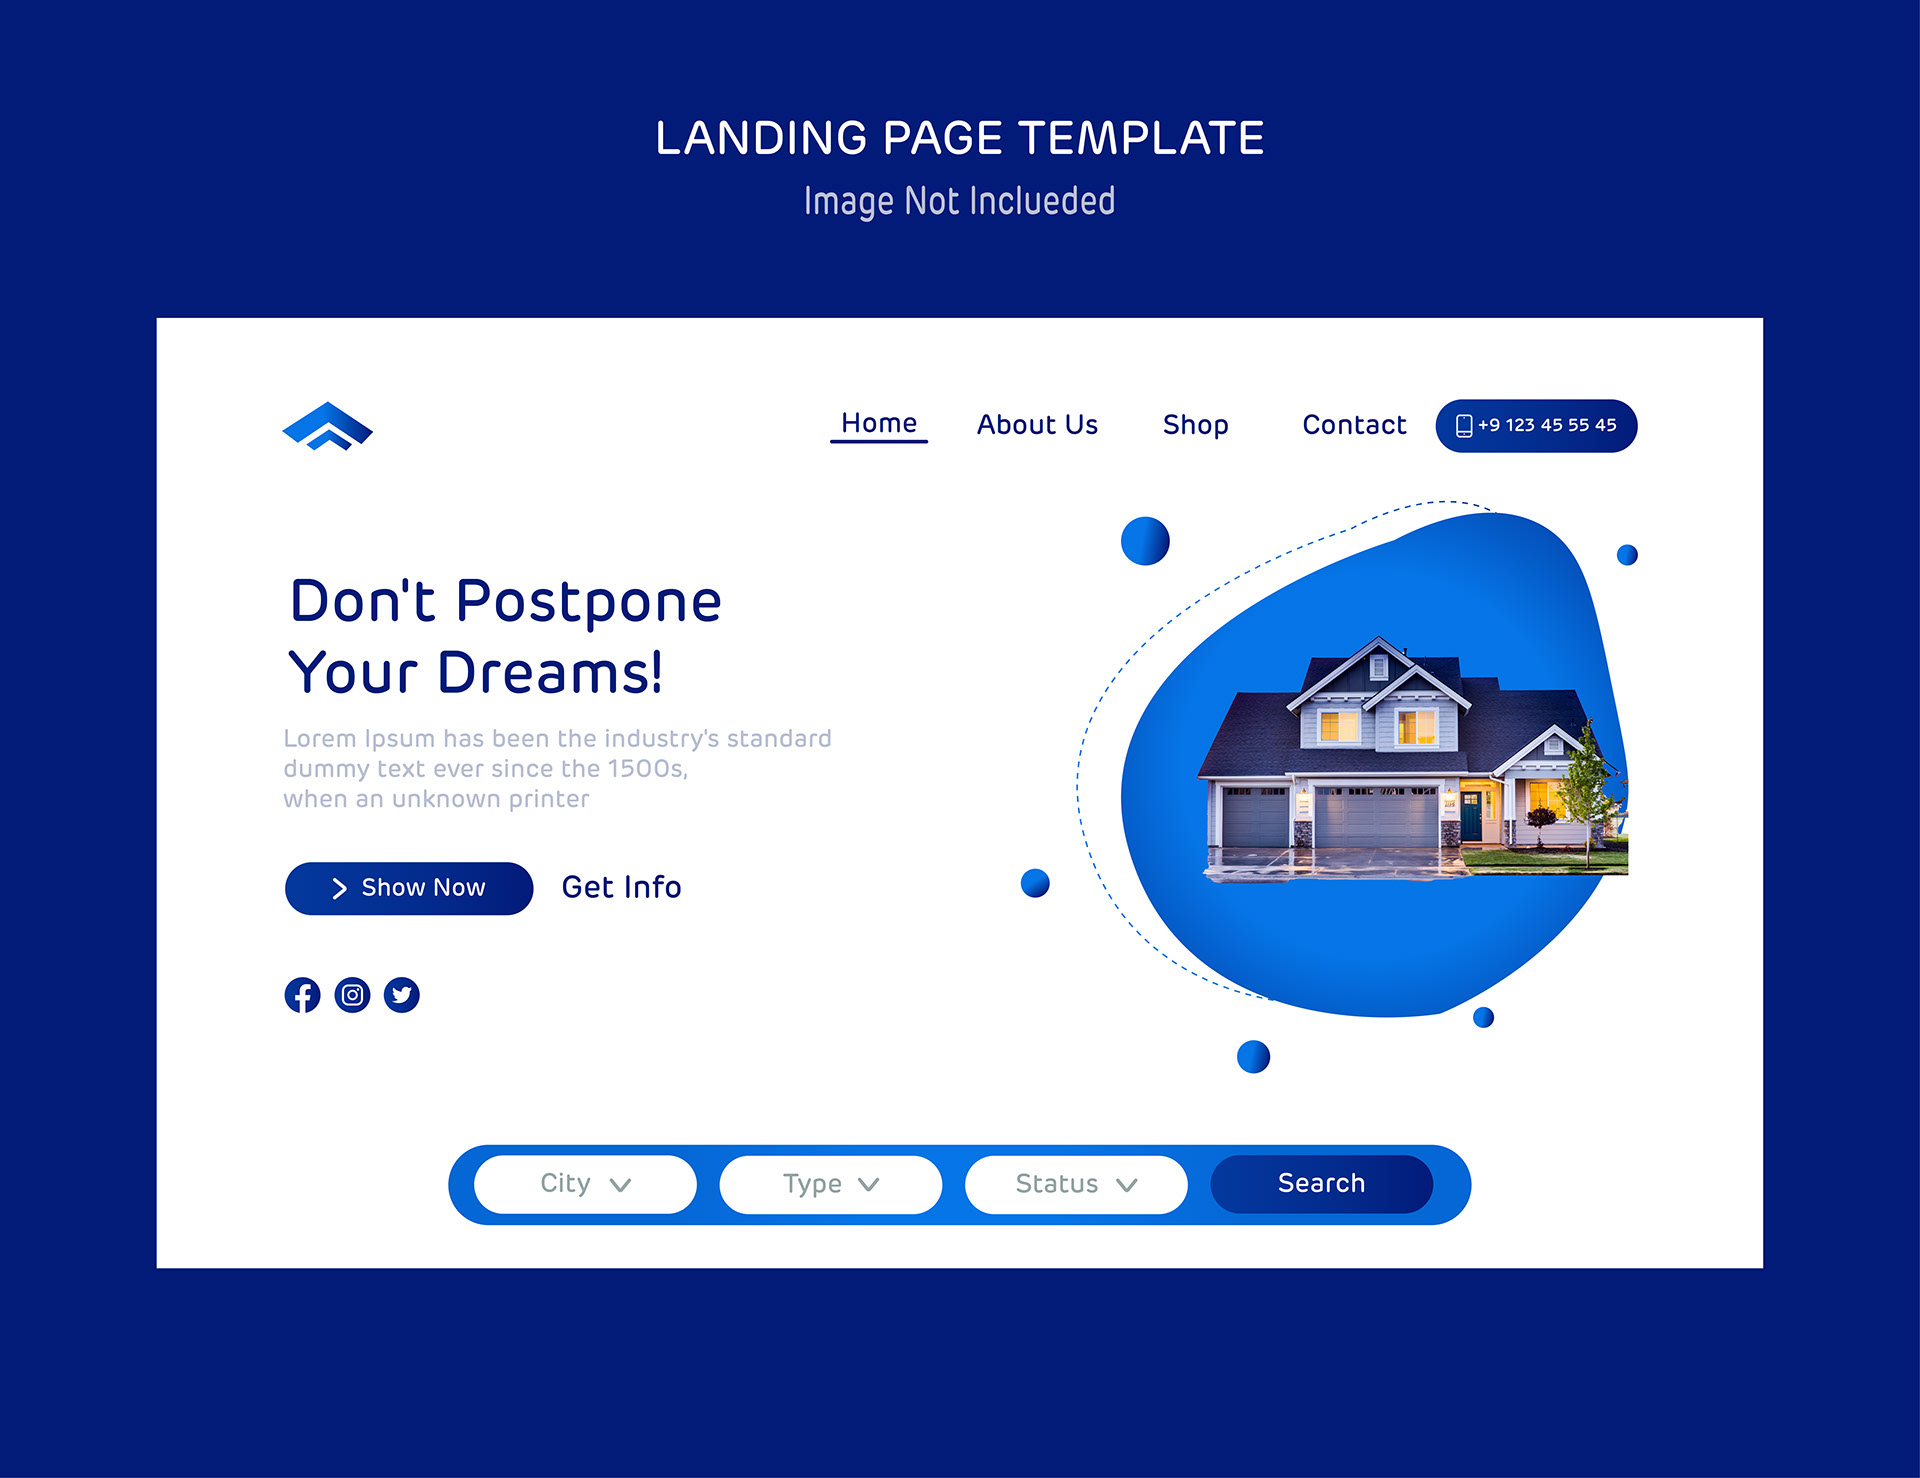 LANDING PAGE TEMPLATE
Image Not Inclueded
Home About Us Shop Contact +9 123 45 55 45
Don't Postpone
Your Dreams!
Lorem Ipsum has been the industry's standard
dummy text ever since the 1500s,
when an unknown printer
Show Now Get Info
City Type Status Search